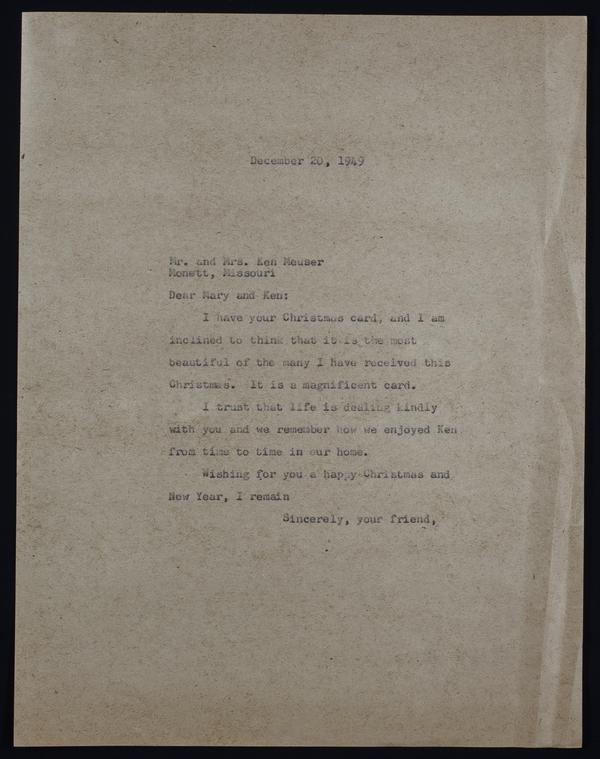 December 20, 1949
Mr. and Mrs. Ken Meuser
Monett, Missouri
Dear Mary and Ken:
I have your Christmas card, and I am
inclined to think that it is the most
beautiful of the many I have received this
Christmas. It is a magnificent card.
I trust that life is dealing kindly
with you and we remember how we enjoyed Ken
from time to time in our home.
Wishing for you a happy Christmas and
New Year, I remain
Sincerely, your friend,